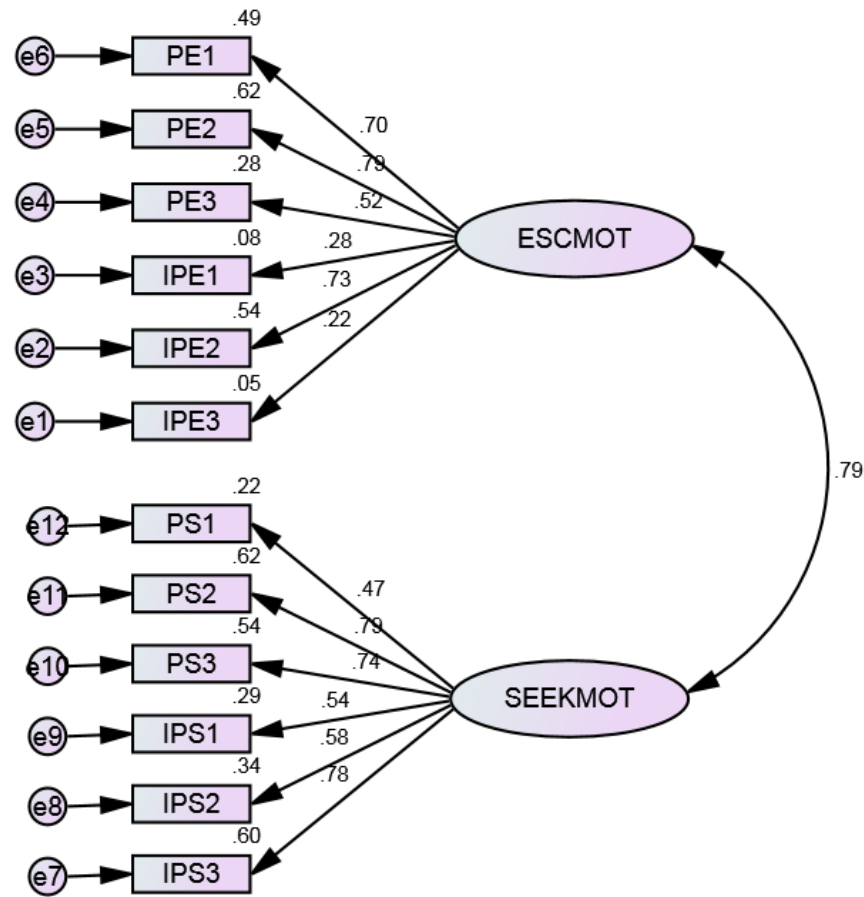 .49
e6 PE1
.70
.62
e5 PE2
.79
.28
e4 PE3
.52
.08
.28
e3 IPE1
.73
.54
.22
e2 IPE2
.05
e1 IPE3
ESCMOT
.79
.22
e12 PS1
.47
.62
e11 PS2
.79
.54
e10 PS3
.74
.29
.54
e9 IPS1
.58
.34
.78
e8 IPS2
.60
e7 IPS3
SEEKMOT